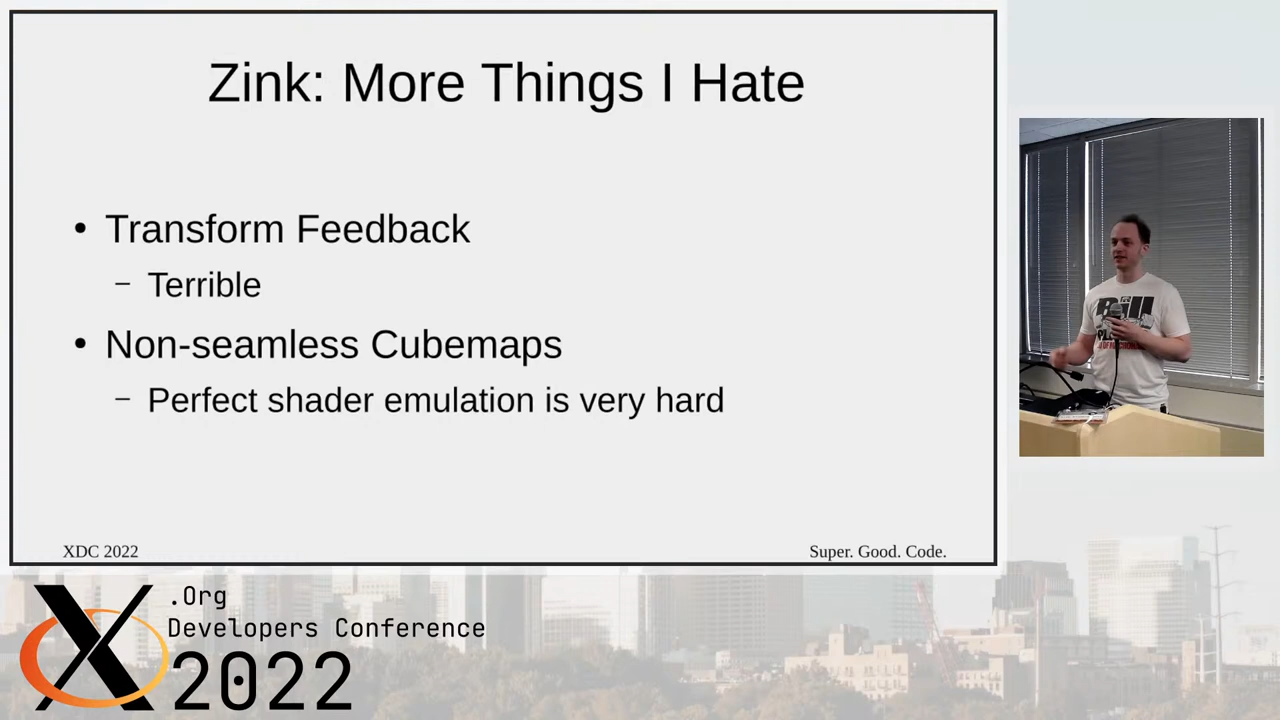 Zink: More Things I Hate
• Transform Feedback
– Terrible
• Non-seamless Cubemaps
– Perfect shader emulation is very hard
XDC 2022
Super. Good. Code.
Bill
X.Org
Developers Conference
2022